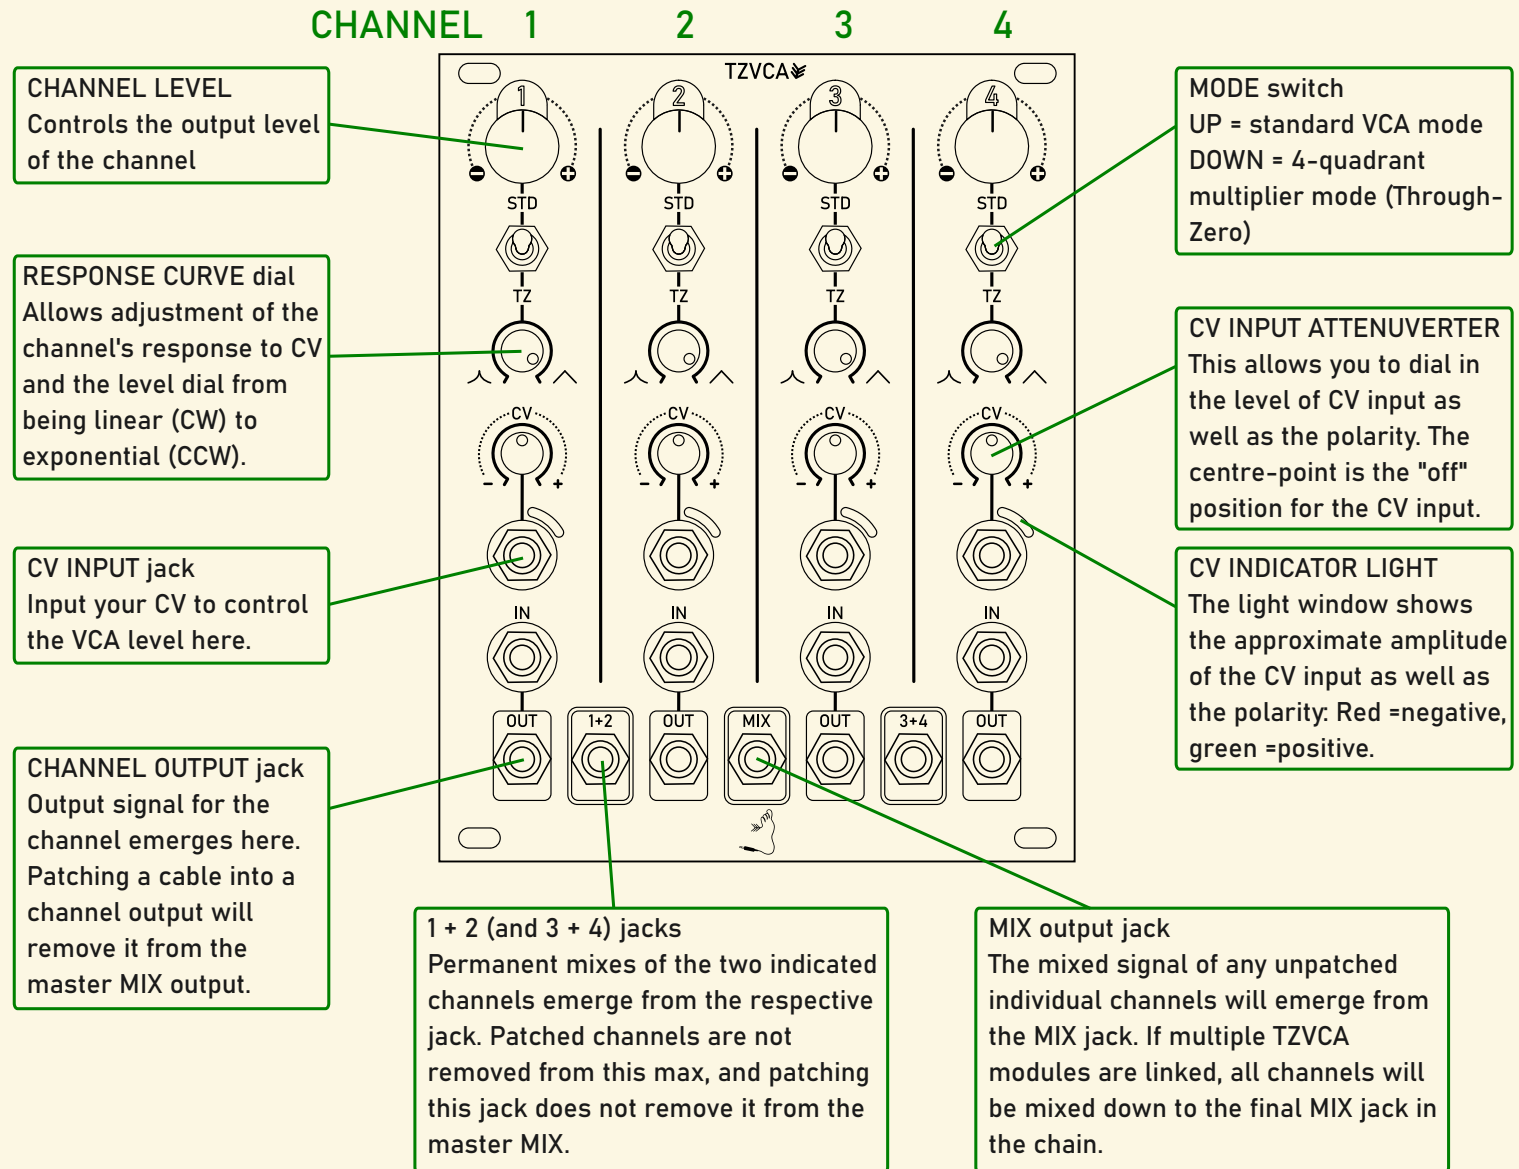 CHANNEL 1 2 3 4
TZVCA
1 2 3 4
CHANNEL LEVEL
Controls the output level
of the channel
MODE switch
UP = standard VCA mode
DOWN = 4-quadrant
multiplier mode (Through-
Zero)
STD STD STD STD
TZ TZ TZ TZ
RESPONSE CURVE dial
Allows adjustment of the
channel's response to CV
and the level dial from
being linear (CW) to
exponential (CCW).
CV INPUT ATTENUVERTER
This allows you to dial in
the level of CV input as
well as the polarity. The
centre-point is the "off"
position for the CV input.
CV CV CV CV
- + - + - + - +
CV INPUT jack
Input your CV to control
the VCA level here.
CV INDICATOR LIGHT
The light window shows
the approximate amplitude
of the CV input as well as
the polarity: Red =negative,
green =positive.
IN IN IN IN
OUT 1+2 OUT MIX OUT 3+4 OUT
CHANNEL OUTPUT jack
Output signal for the
channel emerges here.
Patching a cable into a
channel output will
remove it from the
master MIX output.
1 + 2 (and 3 + 4) jacks
Permanent mixes of the two indicated
channels emerge from the respective
jack. Patched channels are not
removed from this max, and patching
this jack does not remove it from the
master MIX.
MIX output jack
The mixed signal of any unpatched
individual channels will emerge from
the MIX jack. If multiple TZVCA
modules are linked, all channels will
be mixed down to the final MIX jack in
the chain.